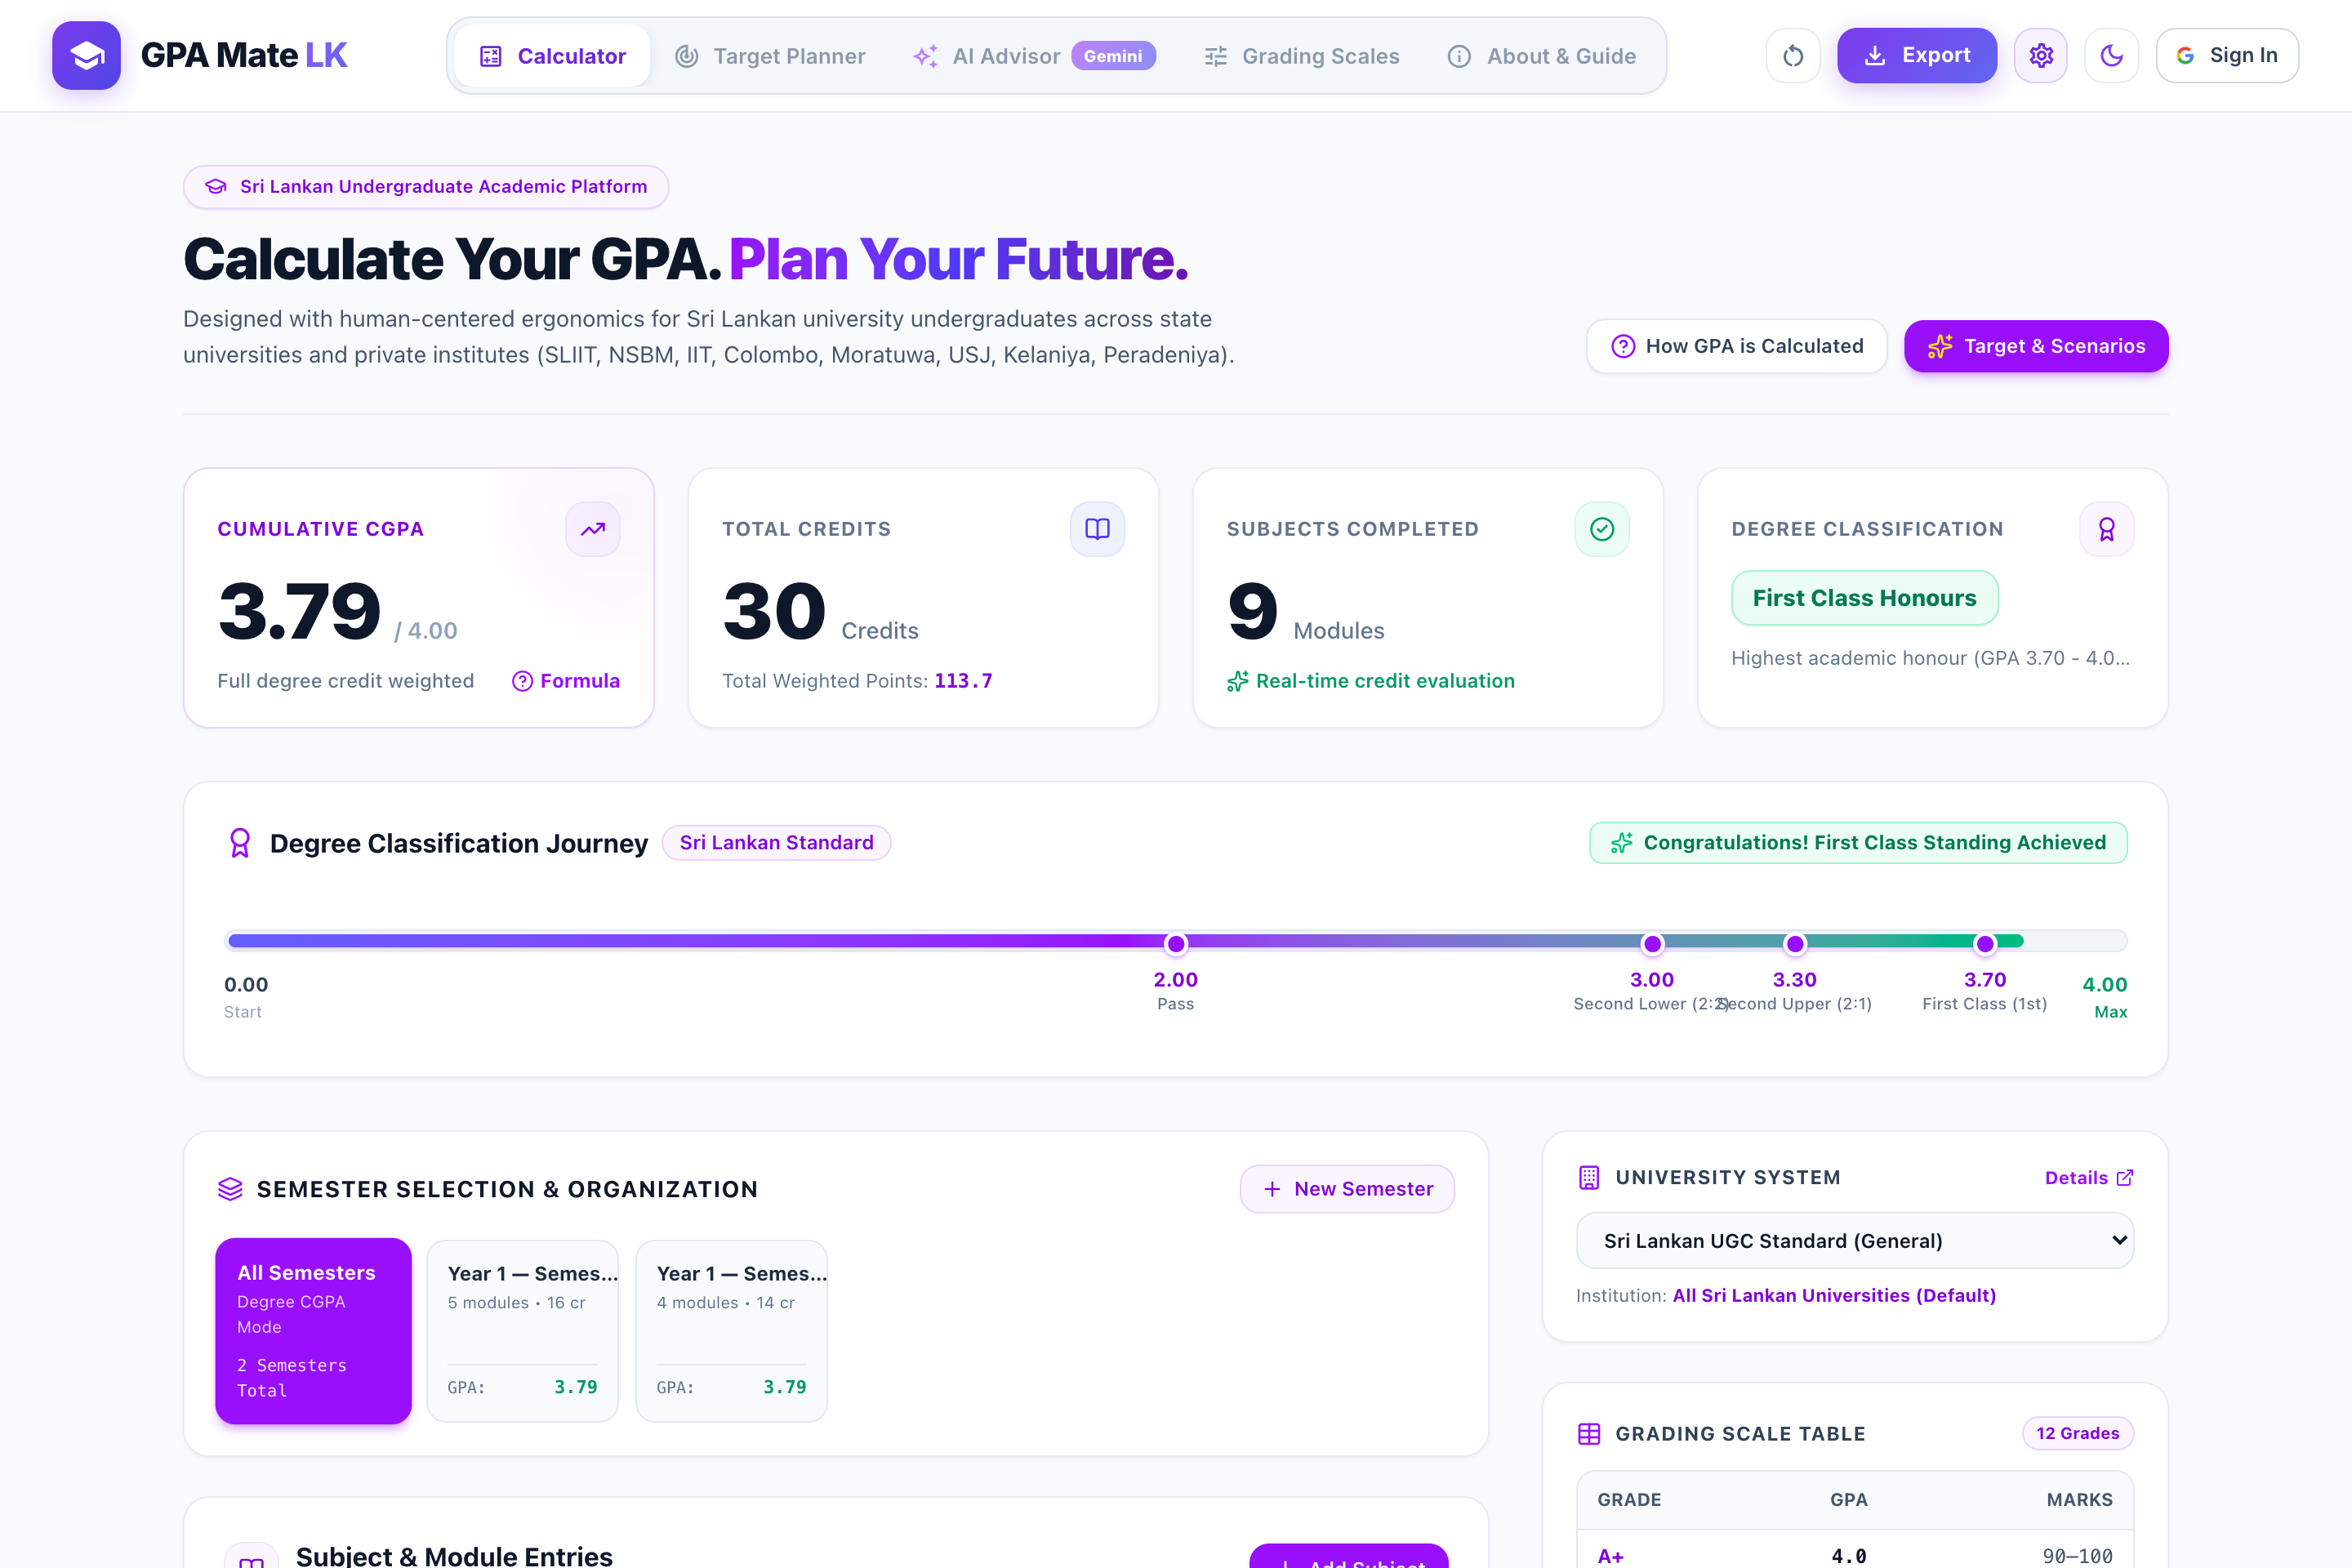 GPA Mate LK
Calculator
Target Planner
AI Advisor Gemini
Grading Scales
About & Guide
Export
Sign In
Sri Lankan Undergraduate Academic Platform
Calculate Your GPA. Plan Your Future.
Designed with human-centered ergonomics for Sri Lankan university undergraduates across state
universities and private institutes (SLIIT, NSBM, IIT, Colombo, Moratuwa, USJ, Kelaniya, Peradeniya).
How GPA is Calculated
Target & Scenarios
CUMULATIVE CGPA
3.79 / 4.00
Full degree credit weighted
Formula
TOTAL CREDITS
30 Credits
Total Weighted Points: 113.7
SUBJECTS COMPLETED
9 Modules
Real-time credit evaluation
DEGREE CLASSIFICATION
First Class Honours
Highest academic honour (GPA 3.70 - 4.0...
Degree Classification Journey
Sri Lankan Standard
Congratulations! First Class Standing Achieved
0.00
Start
2.00
Pass
3.00
Second Lower (2:2)
3.30
Second Upper (2:1)
3.70
First Class (1st)
4.00
Max
SEMESTER SELECTION & ORGANIZATION
New Semester
All Semesters
Degree CGPA
Mode
2 Semesters
Total
Year 1 — Semes...
5 modules • 16 cr
GPA: 3.79
Year 1 — Semes...
4 modules • 14 cr
GPA: 3.79
UNIVERSITY SYSTEM
Details
Sri Lankan UGC Standard (General)
Institution: All Sri Lankan Universities (Default)
GRADING SCALE TABLE
12 Grades
GRADE GPA MARKS
A+ 4.0 90–100
Subject & Module Entries
Add Subject